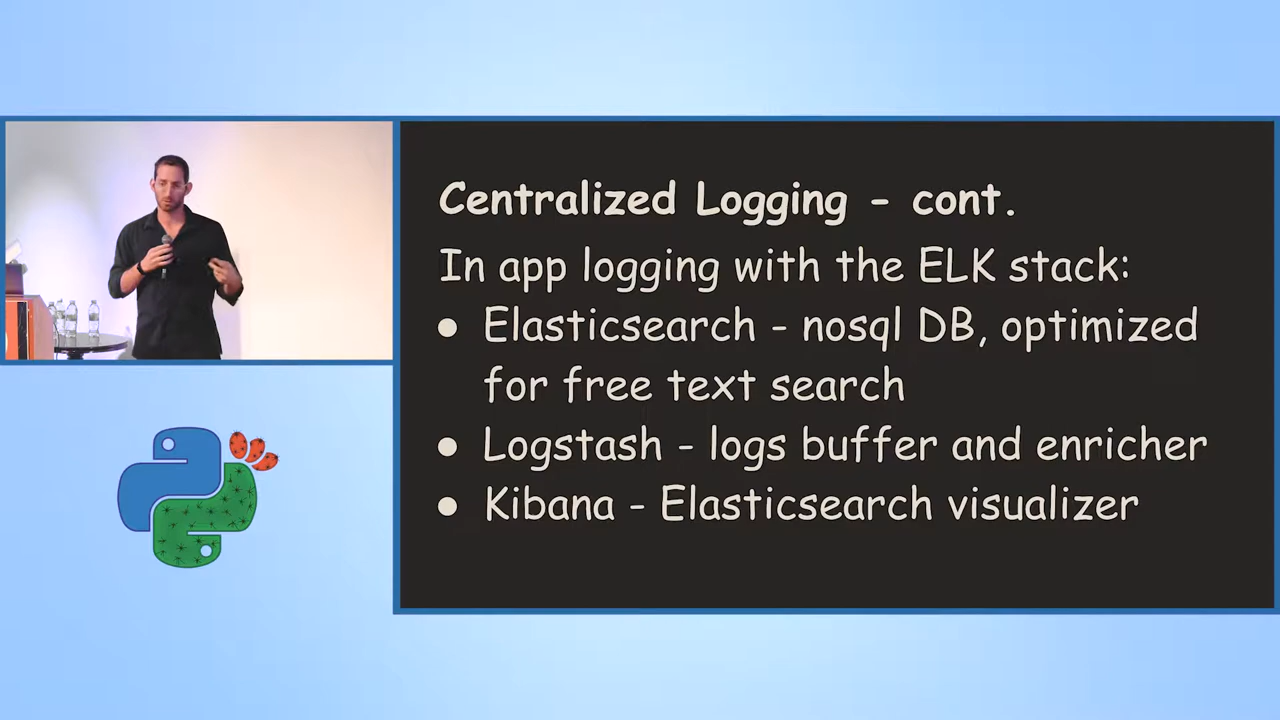 Centralized Logging - cont.
In app logging with the ELK stack:
● Elasticsearch - nosql DB, optimized
for free text search
● Logstash - logs buffer and enricher
● Kibana - Elasticsearch visualizer